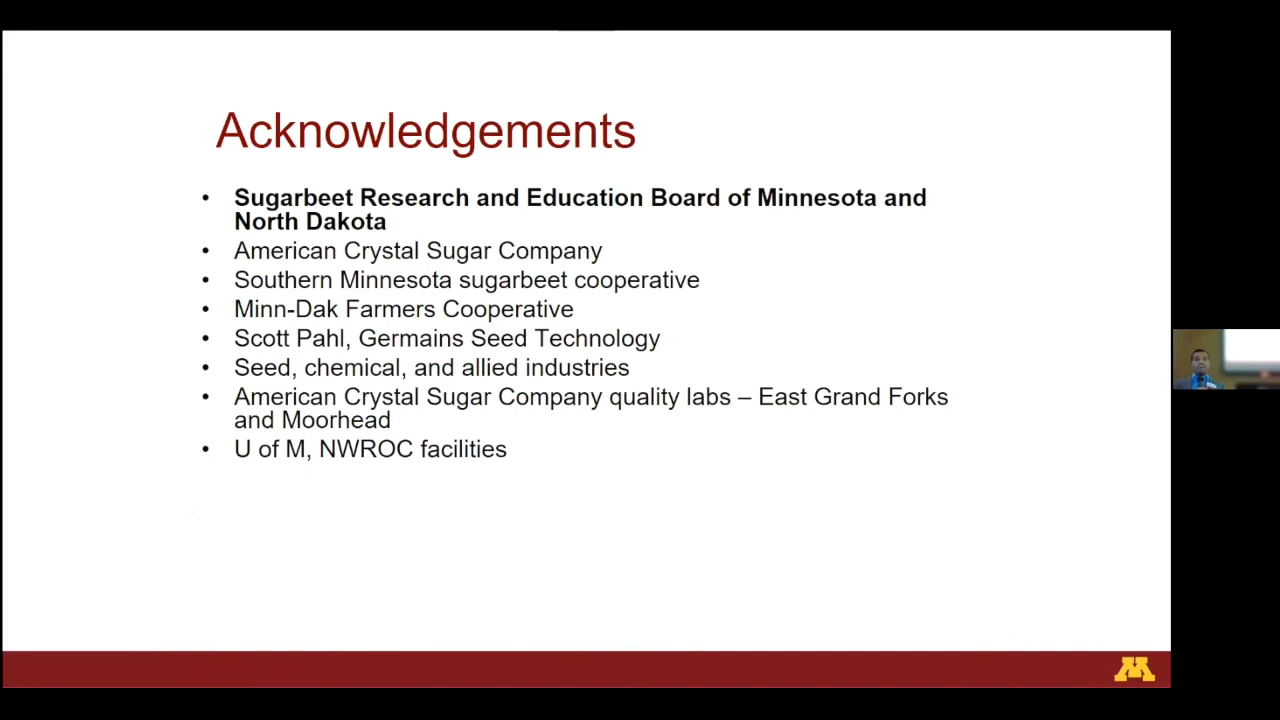 Acknowledgements
• Sugarbeet Research and Education Board of Minnesota and
North Dakota
• American Crystal Sugar Company
• Southern Minnesota sugarbeet cooperative
• Minn-Dak Farmers Cooperative
• Scott Pahl, Germains Seed Technology
• Seed, chemical, and allied industries
• American Crystal Sugar Company quality labs – East Grand Forks
and Moorhead
• U of M, NWROC facilities
M